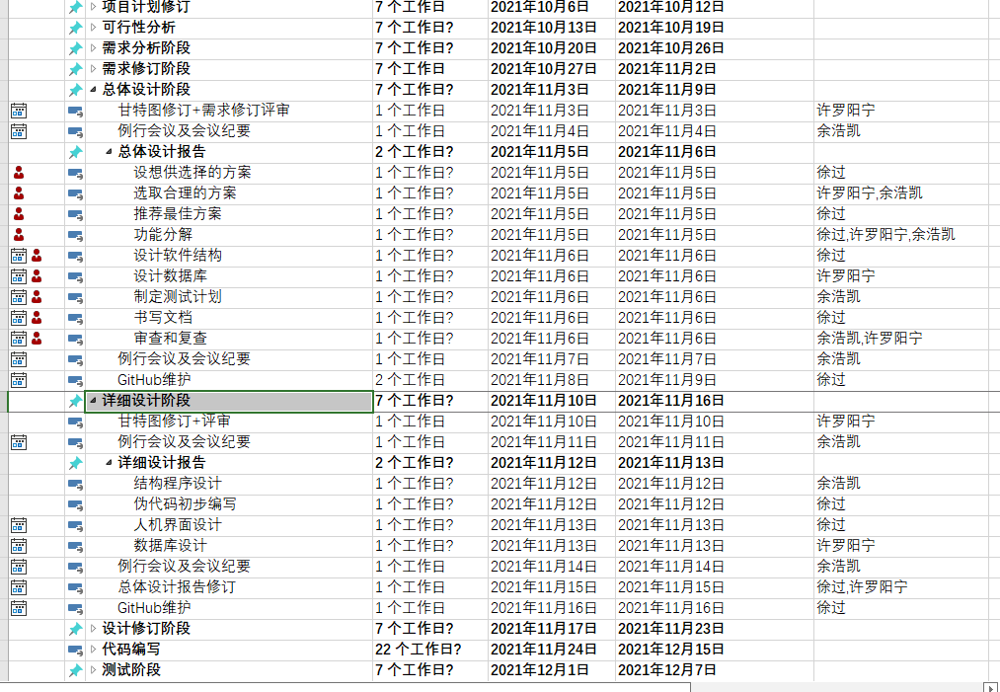 项目计划修订 7 个工作日 2021年10月6日 2021年10月12日
可行性分析 7 个工作日? 2021年10月13日 2021年10月19日
需求分析阶段 7 个工作日? 2021年10月20日 2021年10月26日
需求修订阶段 7 个工作日 2021年10月27日 2021年11月2日
总体设计阶段 7 个工作日? 2021年11月3日 2021年11月9日
甘特图修订+需求修订评审 1 个工作日 2021年11月3日 2021年11月3日 许罗阳宁
例行会议及会议纪要 1 个工作日 2021年11月4日 2021年11月4日 余浩凯
总体设计报告 2 个工作日? 2021年11月5日 2021年11月6日
设想供选择的方案 1 个工作日? 2021年11月5日 2021年11月5日 徐过
选取合理的方案 1 个工作日? 2021年11月5日 2021年11月5日 许罗阳宁,余浩凯
推荐最佳方案 1 个工作日? 2021年11月5日 2021年11月5日 徐过
功能分解 1 个工作日? 2021年11月5日 2021年11月5日 徐过,许罗阳宁,余浩凯
设计软件结构 1 个工作日? 2021年11月6日 2021年11月6日 徐过
设计数据库 1 个工作日? 2021年11月6日 2021年11月6日 许罗阳宁
制定测试计划 1 个工作日? 2021年11月6日 2021年11月6日 余浩凯
书写文档 1 个工作日? 2021年11月6日 2021年11月6日 徐过
审查和复查 1 个工作日? 2021年11月6日 2021年11月6日 余浩凯,许罗阳宁
例行会议及会议纪要 1 个工作日 2021年11月7日 2021年11月7日 余浩凯
GitHub维护 2 个工作日 2021年11月8日 2021年11月9日 徐过
详细设计阶段 7 个工作日? 2021年11月10日 2021年11月16日
甘特图修订+评审 1 个工作日 2021年11月10日 2021年11月10日 许罗阳宁
例行会议及会议纪要 1 个工作日 2021年11月11日 2021年11月11日 余浩凯
详细设计报告 2 个工作日? 2021年11月12日 2021年11月13日
结构程序设计 1 个工作日? 2021年11月12日 2021年11月12日 余浩凯
伪代码初步编写 1 个工作日? 2021年11月12日 2021年11月12日 徐过
人机界面设计 1 个工作日? 2021年11月13日 2021年11月13日 徐过
数据库设计 1 个工作日? 2021年11月13日 2021年11月13日 许罗阳宁
例行会议及会议纪要 1 个工作日 2021年11月14日 2021年11月14日 余浩凯
总体设计报告修订 1 个工作日 2021年11月15日 2021年11月15日 徐过,许罗阳宁
GitHub维护 1 个工作日 2021年11月16日 2021年11月16日 徐过
设计修订阶段 7 个工作日? 2021年11月17日 2021年11月23日
代码编写 22 个工作日? 2021年11月24日 2021年12月15日
测试阶段 7 个工作日? 2021年12月1日 2021年12月7日